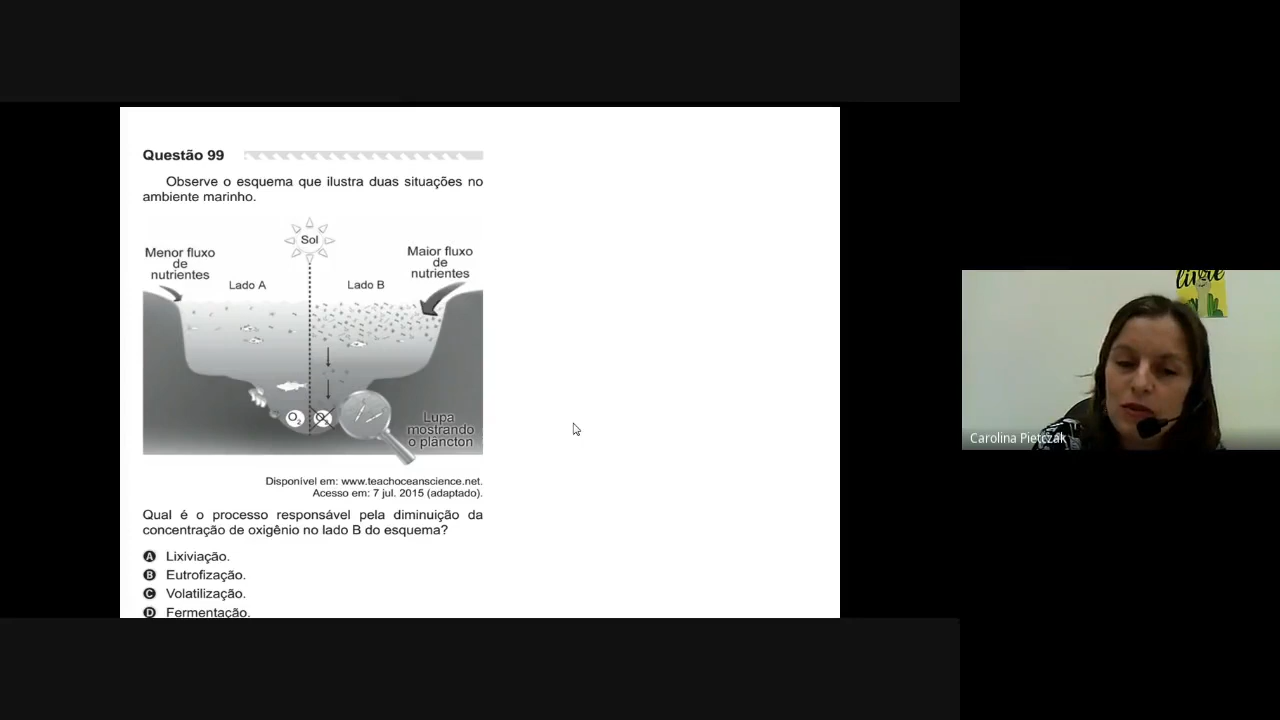 Questão 99
Observe o esquema que ilustra duas situações no
ambiente marinho.
Sol
Menor fluxo
de
nutrientes
Maior fluxo
de
nutrientes
Lado A
Lado B
O2
Lupa
mostrando
o plâncton
Disponível em: www.teachoceanscience.net.
Acesso em: 7 jul. 2015 (adaptado).
Qual é o processo responsável pela diminuição da
concentração de oxigênio no lado B do esquema?
A Lixiviação.
B Eutrofização.
C Volatilização.
D Fermentação.
Carolina Pietczak